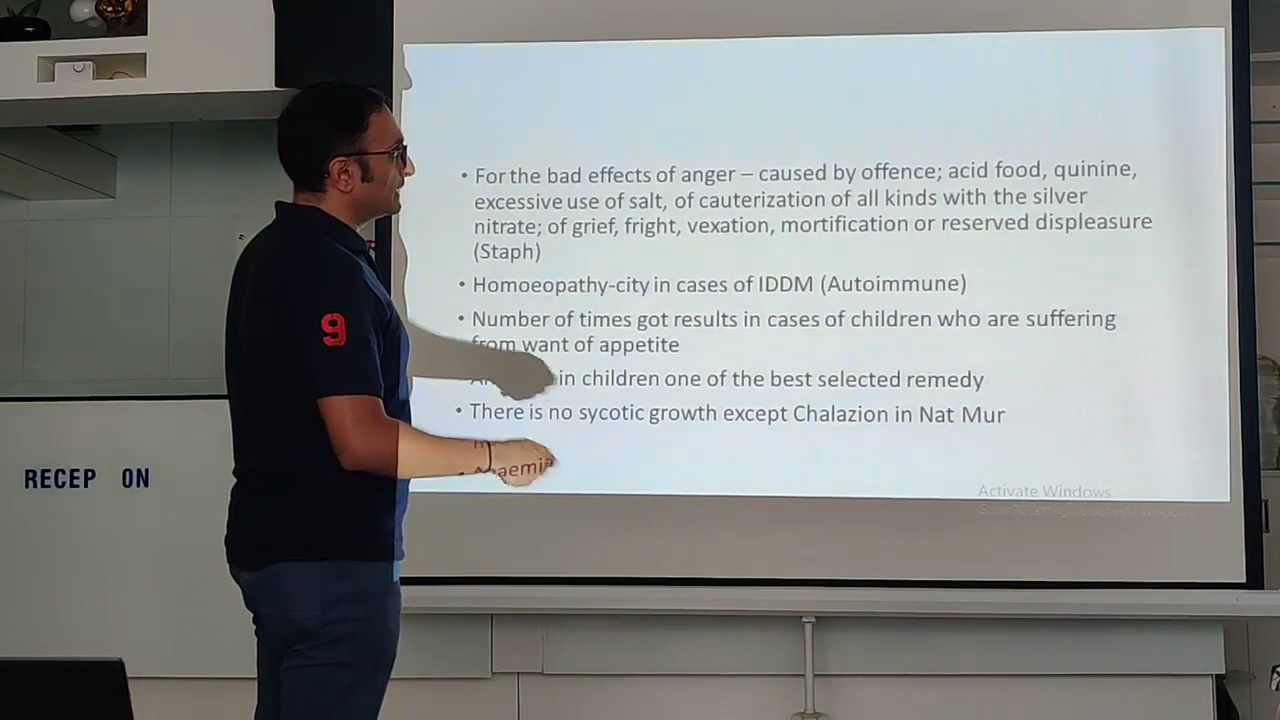 • For the bad effects of anger – caused by offence; acid food, quinine,
excessive use of salt, of cauterization of all kinds with the silver
nitrate; of grief, fright, vexation, mortification or reserved displeasure
(Staph)
• Homoeopathy-city in cases of IDDM (Autoimmune)
• Number of times got results in cases of children who are suffering
from want of appetite
in children one of the best selected remedy
• There is no sycotic growth except Chalazion in Nat Mur
9
RECEP ON
Anaemia
Activate Windows